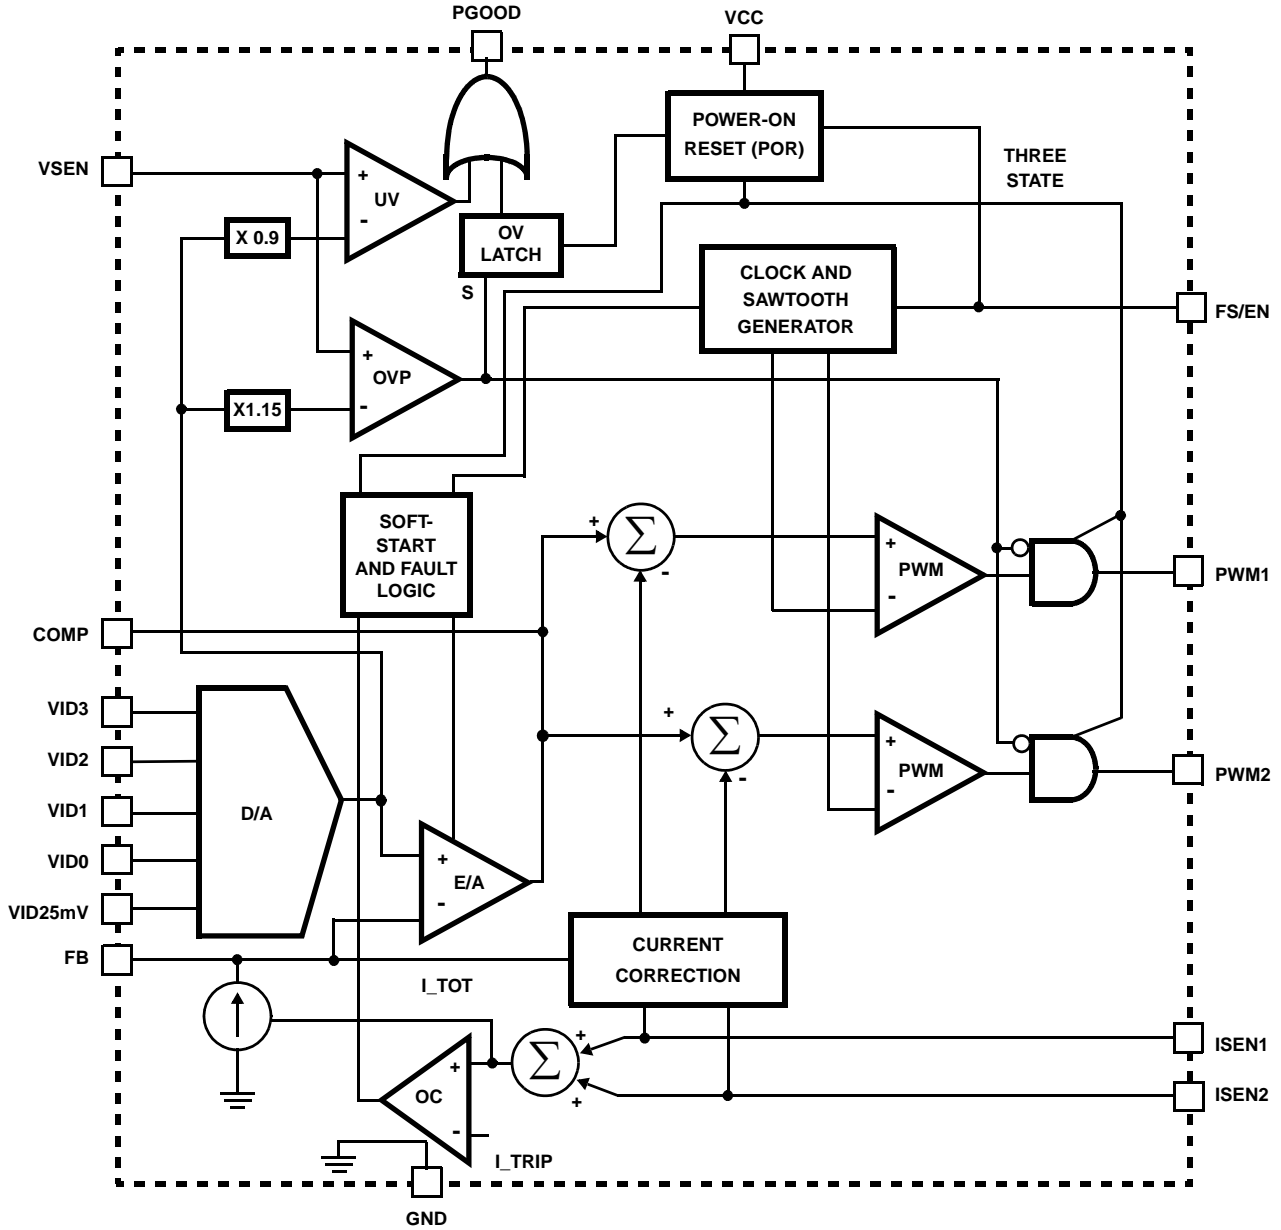 PGOOD
VCC
POWER-ON
RESET (POR)
THREE
STATE
VSEN
+
UV
-
X 0.9
OV
LATCH
S
CLOCK AND
SAWTOOTH
GENERATOR
FS/EN
+
OVP
-
X1.15
SOFT-
START
AND FAULT
LOGIC
+
Σ
-
+
PWM
-
PWM1
COMP
VID3
VID2
VID1
VID0
VID25mV
D/A
+
Σ
-
+
PWM
-
PWM2
+
E/A
-
FB
CURRENT
CORRECTION
I_TOT
+
Σ
+
ISEN1
ISEN2
+
OC
-
I_TRIP
GND